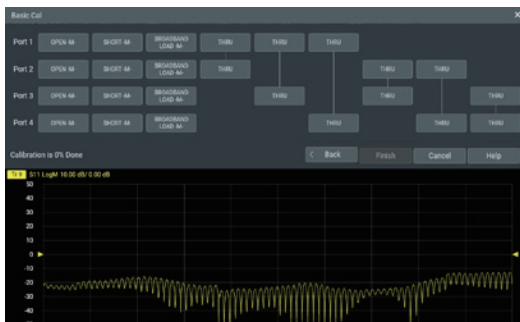 Basic Cal
Port 1 OPEN -M- SHORT -M- BROADBAND LOAD -M- THRU THRU THRU
Port 2 OPEN -M- SHORT -M- BROADBAND LOAD -M- THRU THRU THRU
Port 3 OPEN -M- SHORT -M- BROADBAND LOAD -M- THRU THRU THRU
Port 4 OPEN -M- SHORT -M- BROADBAND LOAD -M- THRU THRU THRU
Calibration is 0% Done < Back Finish Cancel Help
S11 LogM 10.00 dB/ 0.00 dB
50
40
30
20
10
0
-10
-20
-30
-40